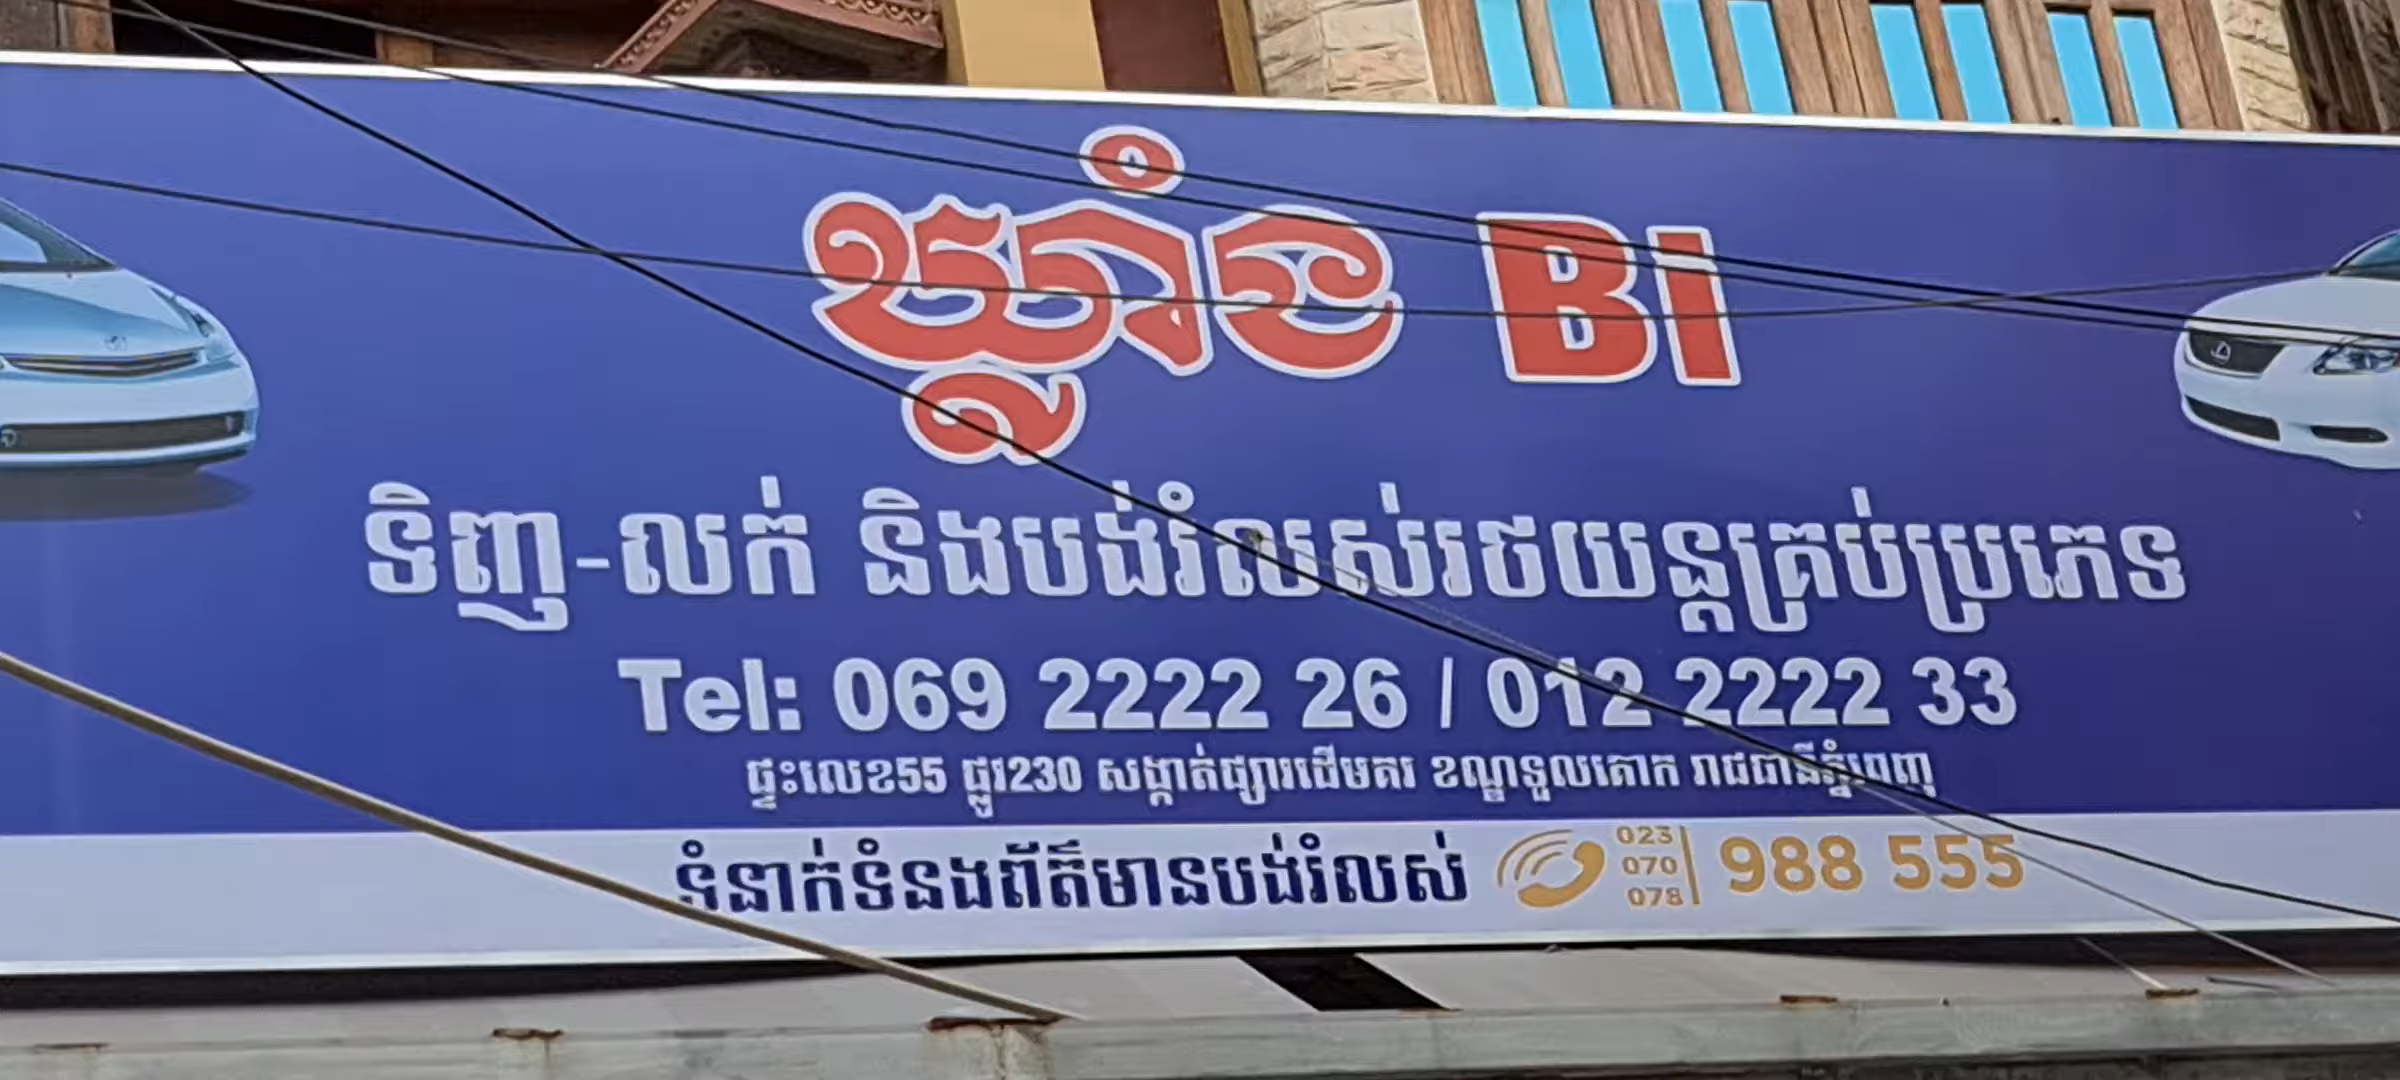 ឃ្លាំង Bi
ទិញ-លក់ និងបង់រំលស់រថយន្តគ្រប់ប្រភេទ
Tel: 069 2222 26 / 012 2222 33
ផ្ទះលេខ55 ផ្លូវ230 សង្កាត់ផ្សារដើមគរ ខណ្ឌទួលគោក រាជធានីភ្នំពេញ
ទំនាក់ទំនងព័ត៌មានបង់រំលស់ 023 070 078 988 555